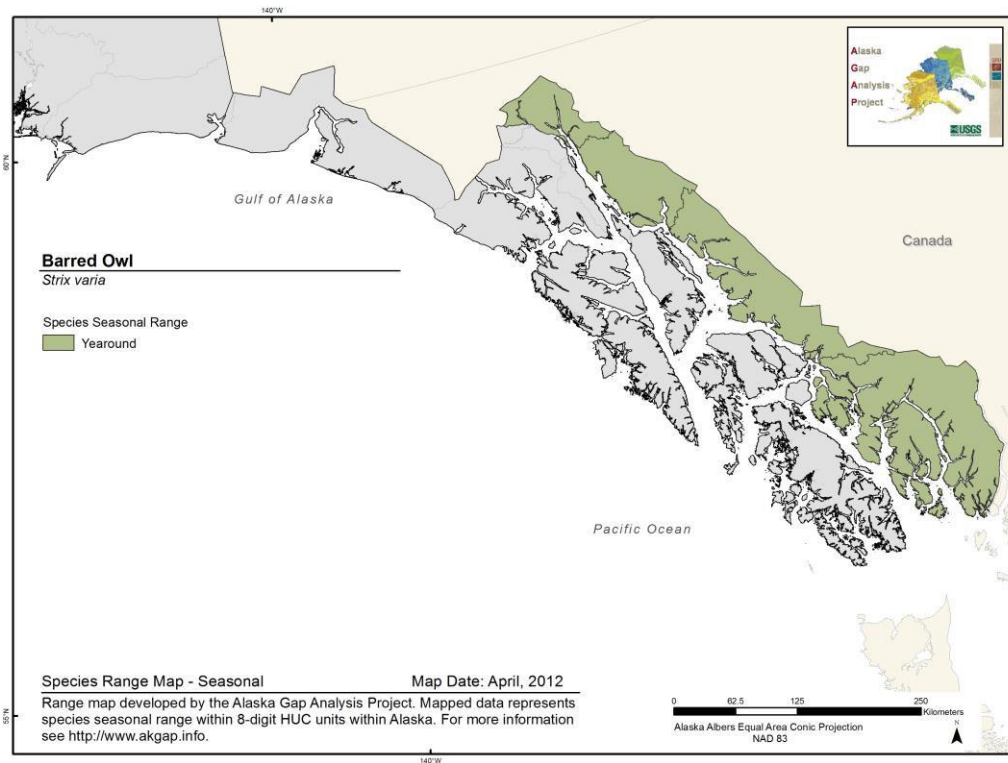 140°W
Alaska
Gap
Analysis
Project
USGS
60°N
Gulf of Alaska
Canada
Barred Owl
Strix varia
Species Seasonal Range
Yearound
Pacific Ocean
Species Range Map - Seasonal Map Date: April, 2012
Range map developed by the Alaska Gap Analysis Project. Mapped data represents
species seasonal range within 8-digit HUC units within Alaska. For more information
see http://www.akgap.info.
0 62.5 125 250
Kilometers
Alaska Albers Equal Area Conic Projection
NAD 83
N
55°N
140°W